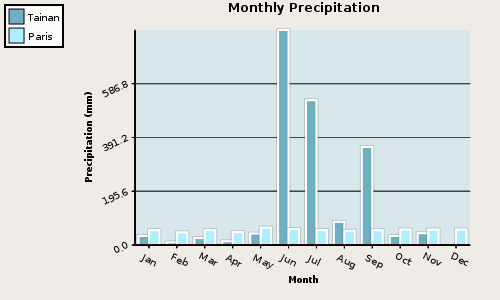 Monthly Precipitation
Tainan
Paris
Precipitation (mm)
586.8
391.2
195.6
0.0
Jan Feb Mar Apr May Jun Jul Aug Sep Oct Nov Dec
Month